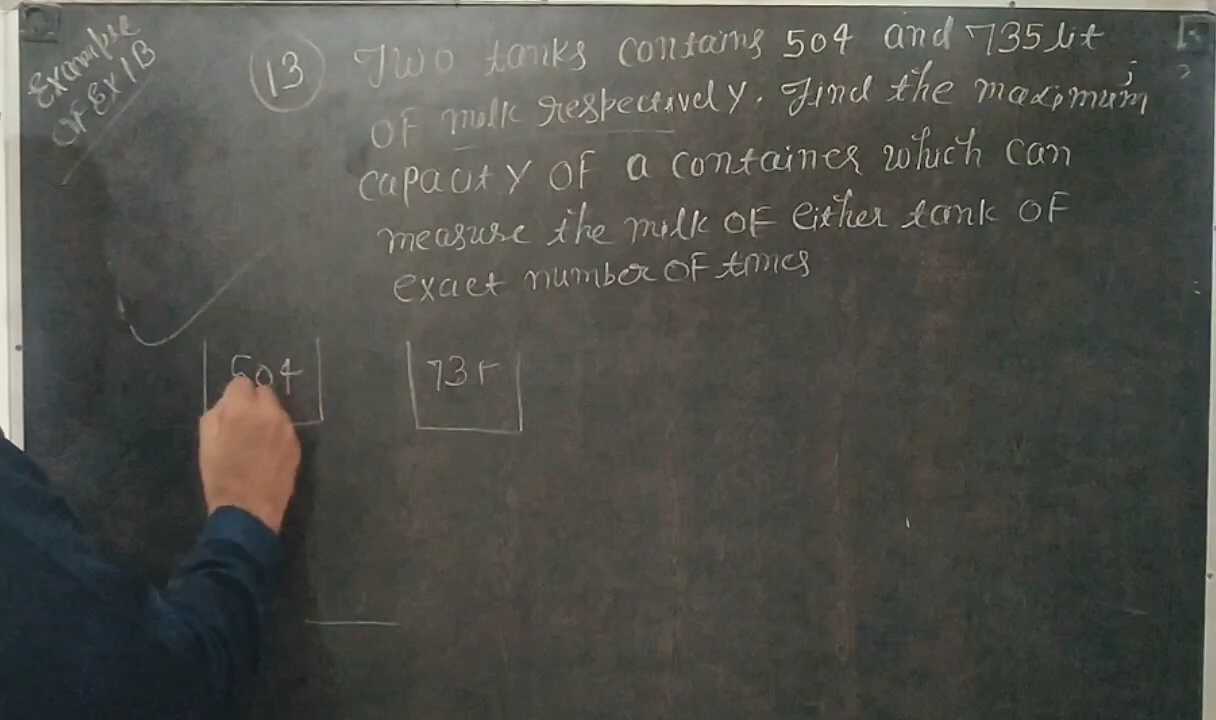 Example
OF EX 1B
13 Two tanks contains 504 and 735 lit
OF milk respectively. Find the maximum
capacity OF a container which can
measure the milk OF either tank OF
exact number OF times
504 735